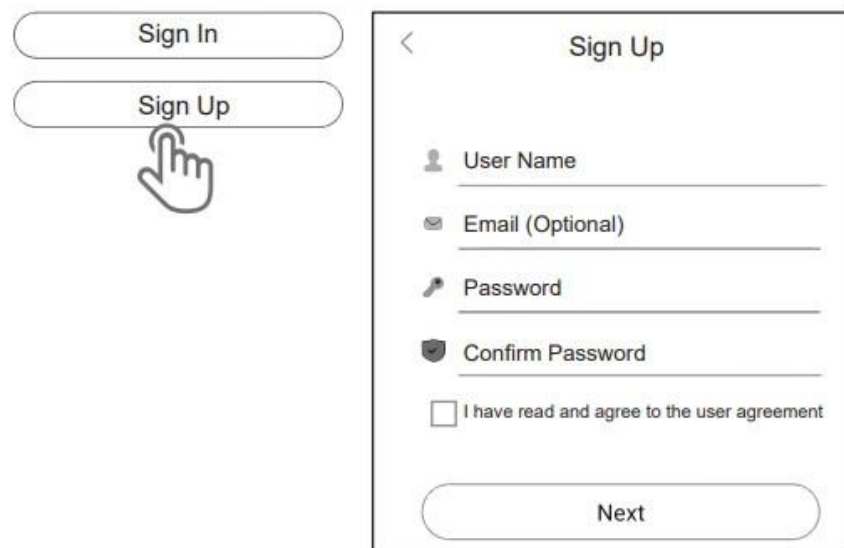 Sign In
Sign Up
Sign Up
User Name
Email (Optional)
Password
Confirm Password
I have read and agree to the user agreement
Next